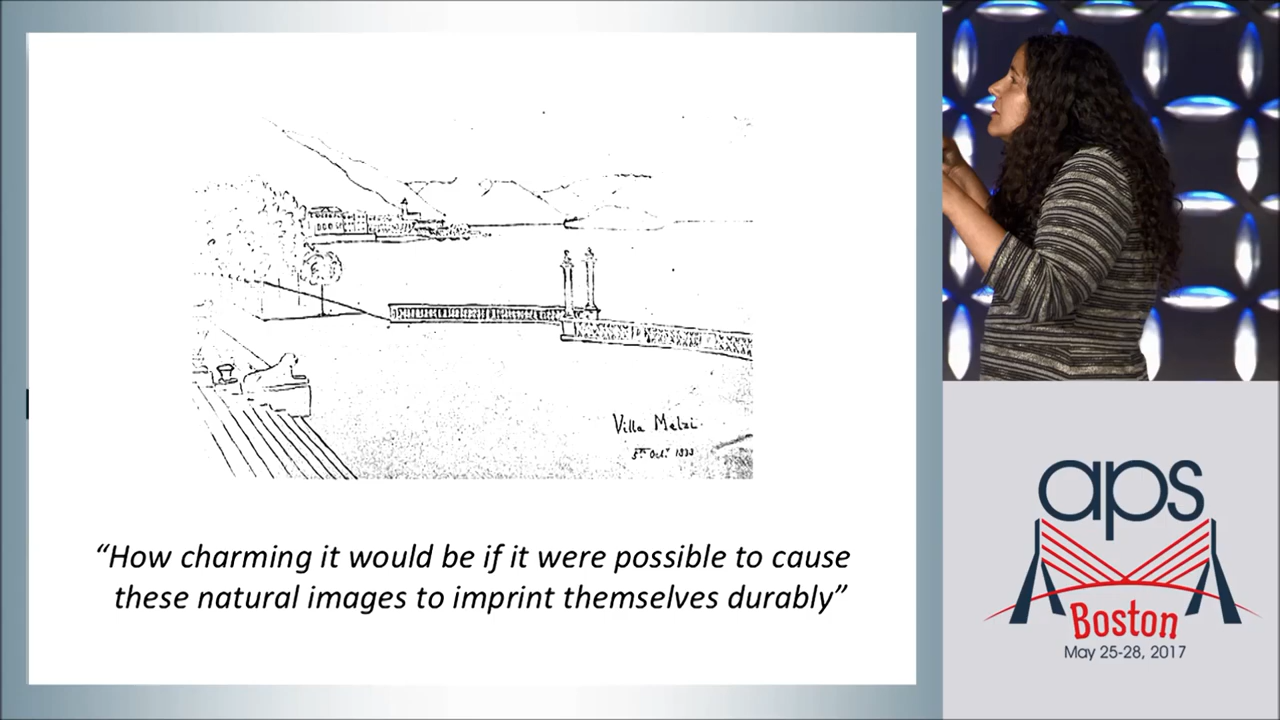 Villa Melzi.
5th Oct. 1833
“How charming it would be if it were possible to cause
these natural images to imprint themselves durably”
aps
Boston
May 25-28, 2017